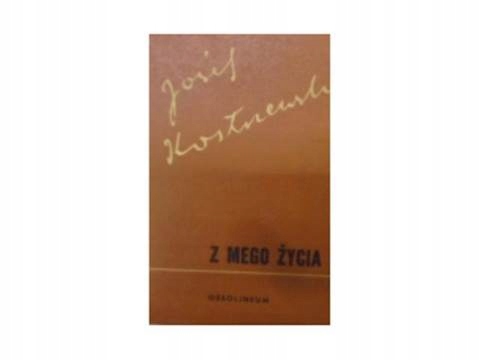 Józef
Kostrzewski
Z MEGO ŻYCIA
OSSOLINEUM